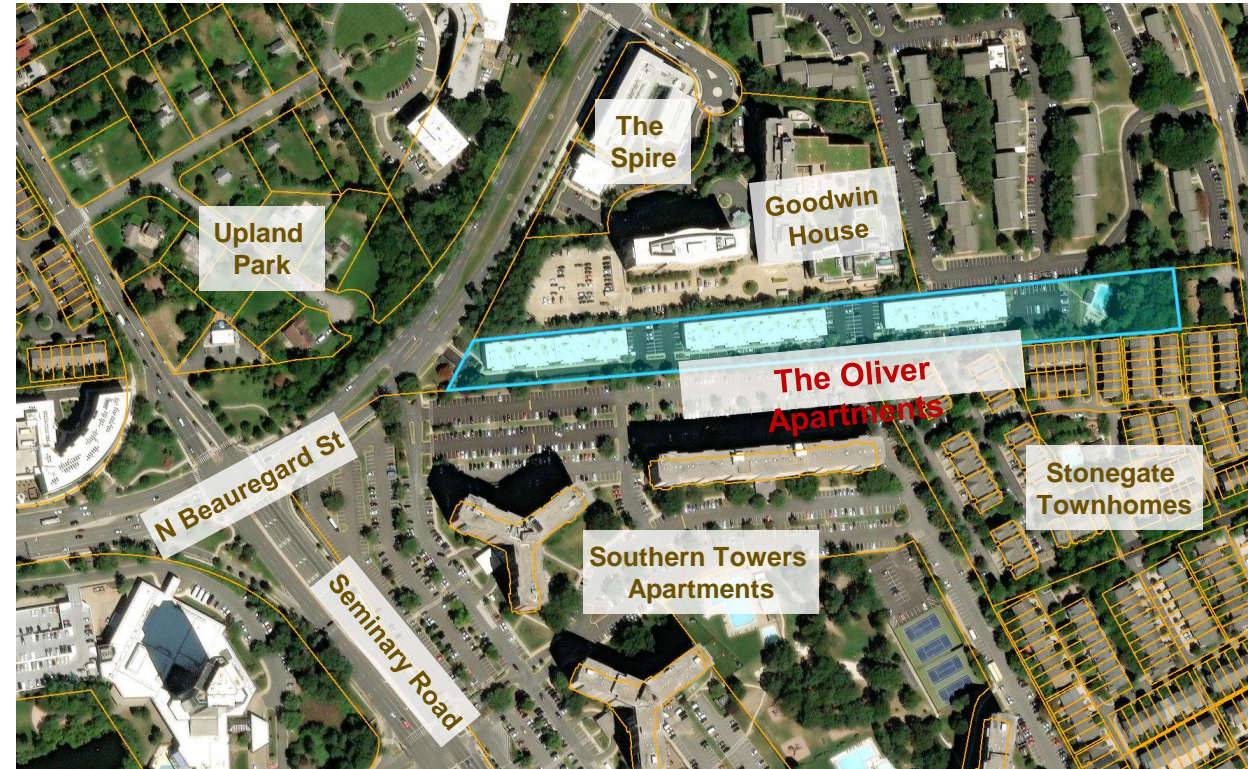 The
Spire
Goodwin
House
Upland
Park
The Oliver
Apartments
N Beauregard St
Stonegate
Townhomes
Southern Towers
Apartments
Seminary Road